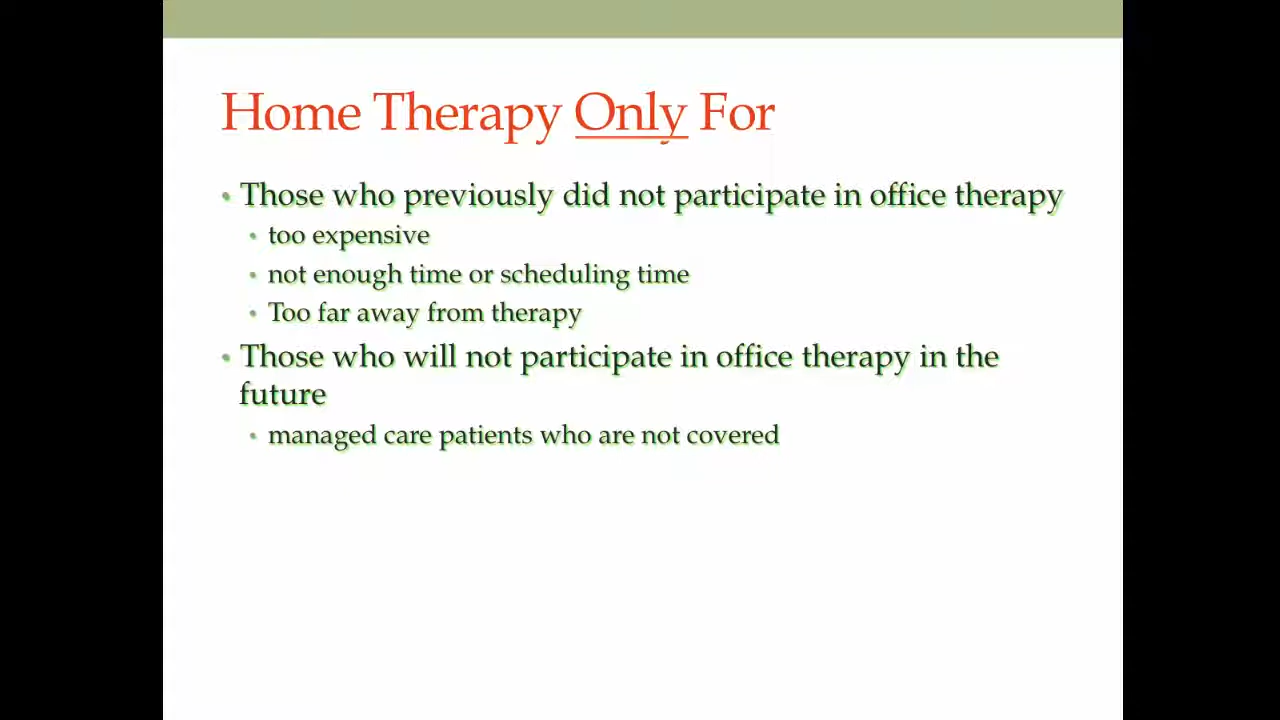 Home Therapy Only For
• Those who previously did not participate in office therapy
• too expensive
• not enough time or scheduling time
• Too far away from therapy
• Those who will not participate in office therapy in the
future
• managed care patients who are not covered